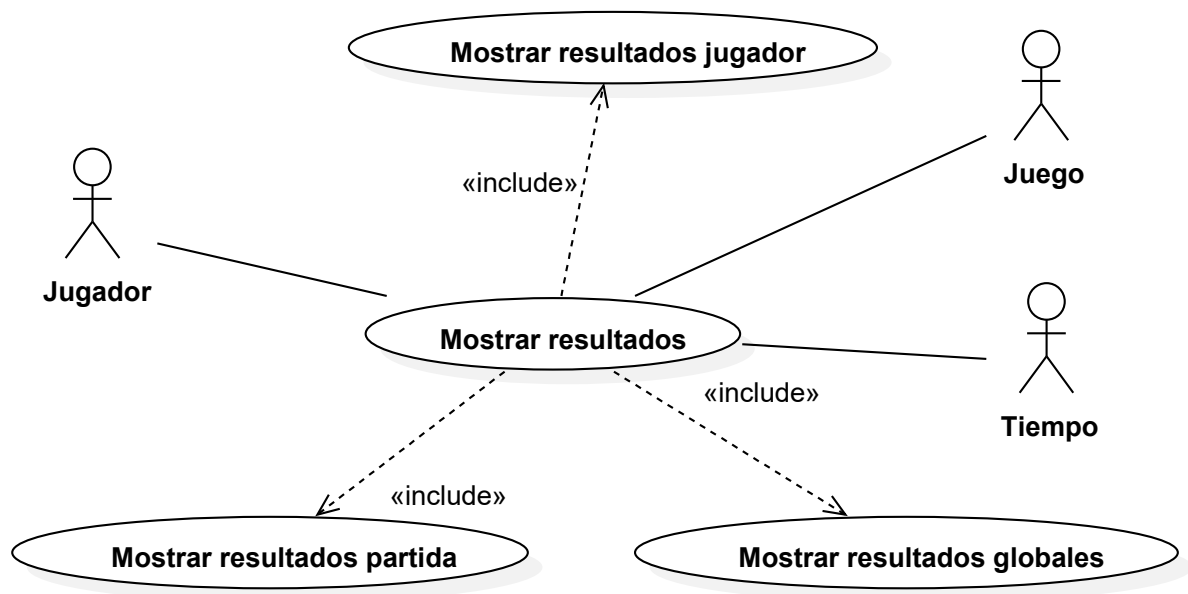 Mostrar resultados jugador
Juego
«include»
Jugador
Mostrar resultados
«include»
Tiempo
«include»
Mostrar resultados partida
Mostrar resultados globales